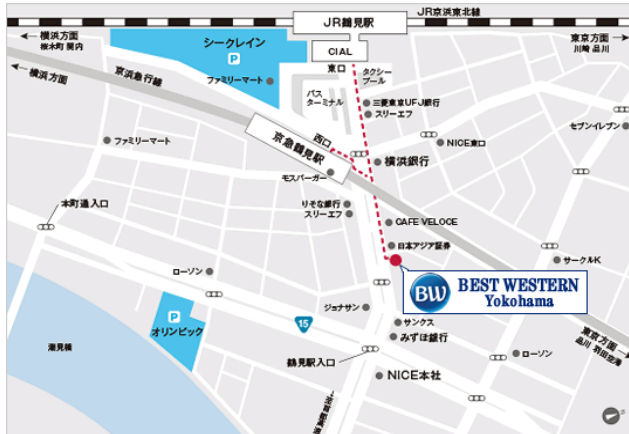 JR京浜東北線
JR鶴見駅
横浜方面
桜木町 関内
シークレイン
P
CIAL
東京方面
川崎 品川
横浜方面
京浜急行線
ファミリーマート
東口
タクシー
プール
バス
ターミナル
三菱東京UFJ銀行
スリーエフ
セブンイレブン
ファミリーマート
西口
京急鶴見駅
NICE東口
横浜銀行
モスバーガー
本町通入口
りそな銀行
スリーエフ
CAFE VELOCE
日本アジア証券
ローソン
サークルK
BW
BEST WESTERN
Yokohama
P
オリンピック
15
ジョナサン
サンクス
みずほ銀行
東京方面
品川 羽田空港
潮見橋
鶴見駅入口
ローソン
NICE本社